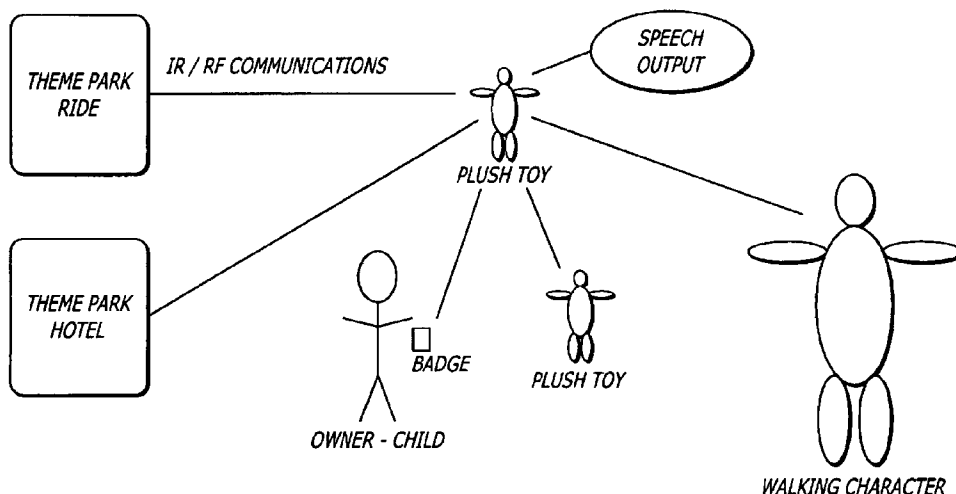 THEME PARK
RIDE
IR / RF COMMUNICATIONS
SPEECH
OUTPUT
PLUSH TOY
THEME PARK
HOTEL
BADGE
PLUSH TOY
OWNER - CHILD
WALKING CHARACTER